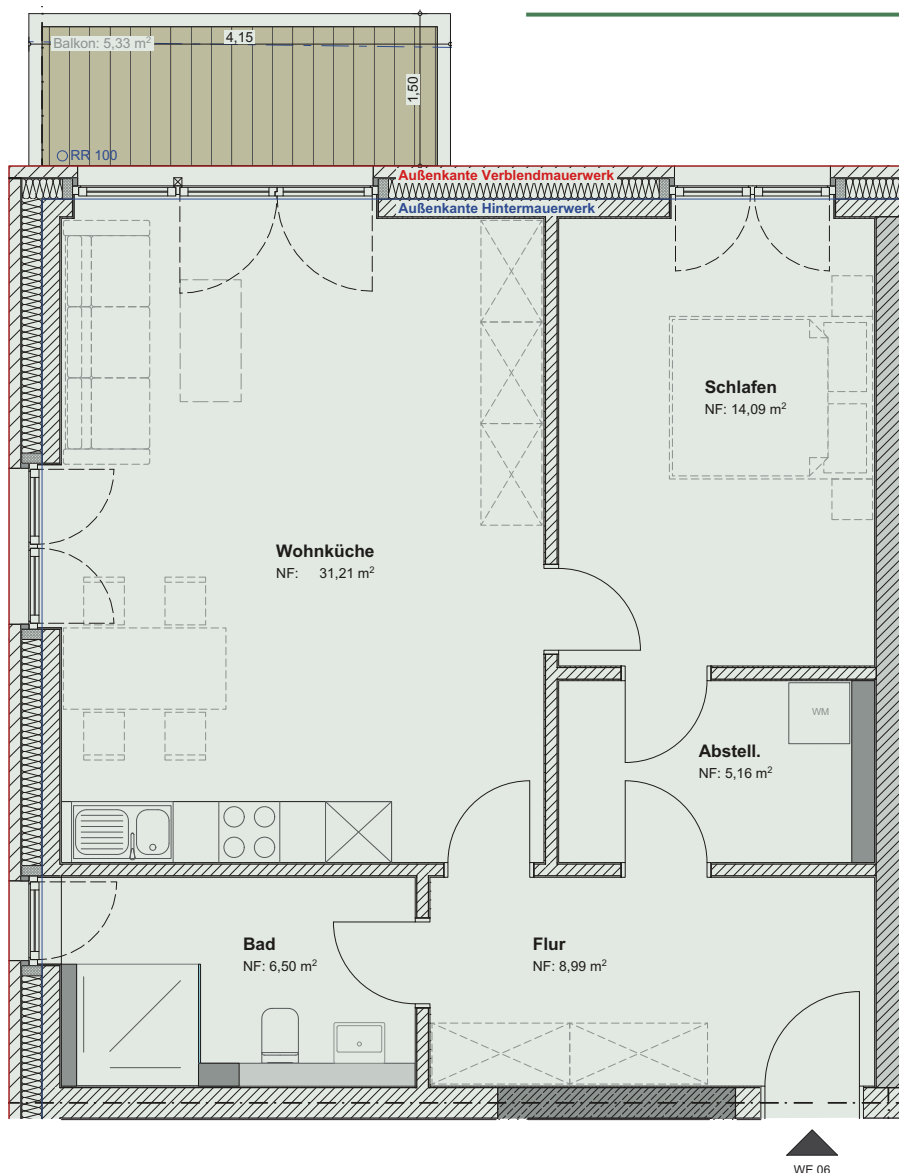 Balkon: 5,33 m²
4,15
1,50
RR 100
Außenkante Verblendmauerwerk
Außenkante Hintermauerwerk
Schlafen
NF: 14,09 m²
Wohnküche
NF: 31,21 m²
WM
Abstell.
NF: 5,16 m²
Bad
NF: 6,50 m²
Flur
NF: 8,99 m²
WE 06